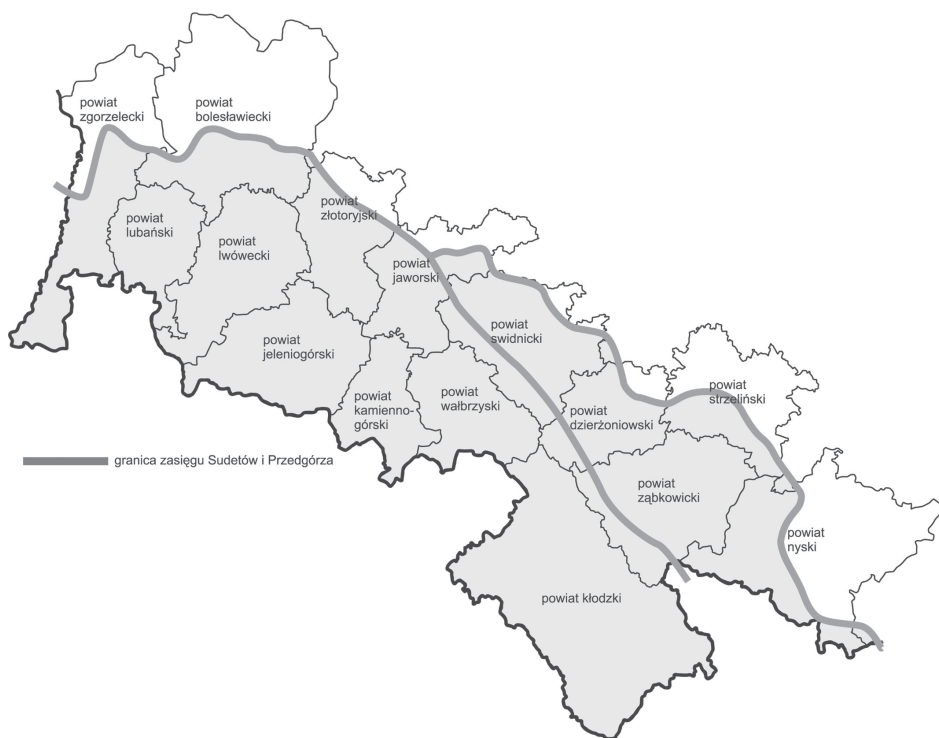 powiat
zgorzelecki
powiat
bolesławiecki
powiat
lubański
powiat
lwówecki
powiat
złotoryjski
powiat
jaworski
powiat
swidnicki
powiat
jeleniogórski
powiat
kamienno-
górski
powiat
wałbrzyski
powiat
dzierżoniowski
powiat
strzeliński
granica zasięgu Sudetów i Przedgórza
powiat
ząbkowicki
powiat
nyski
powiat kłodzki